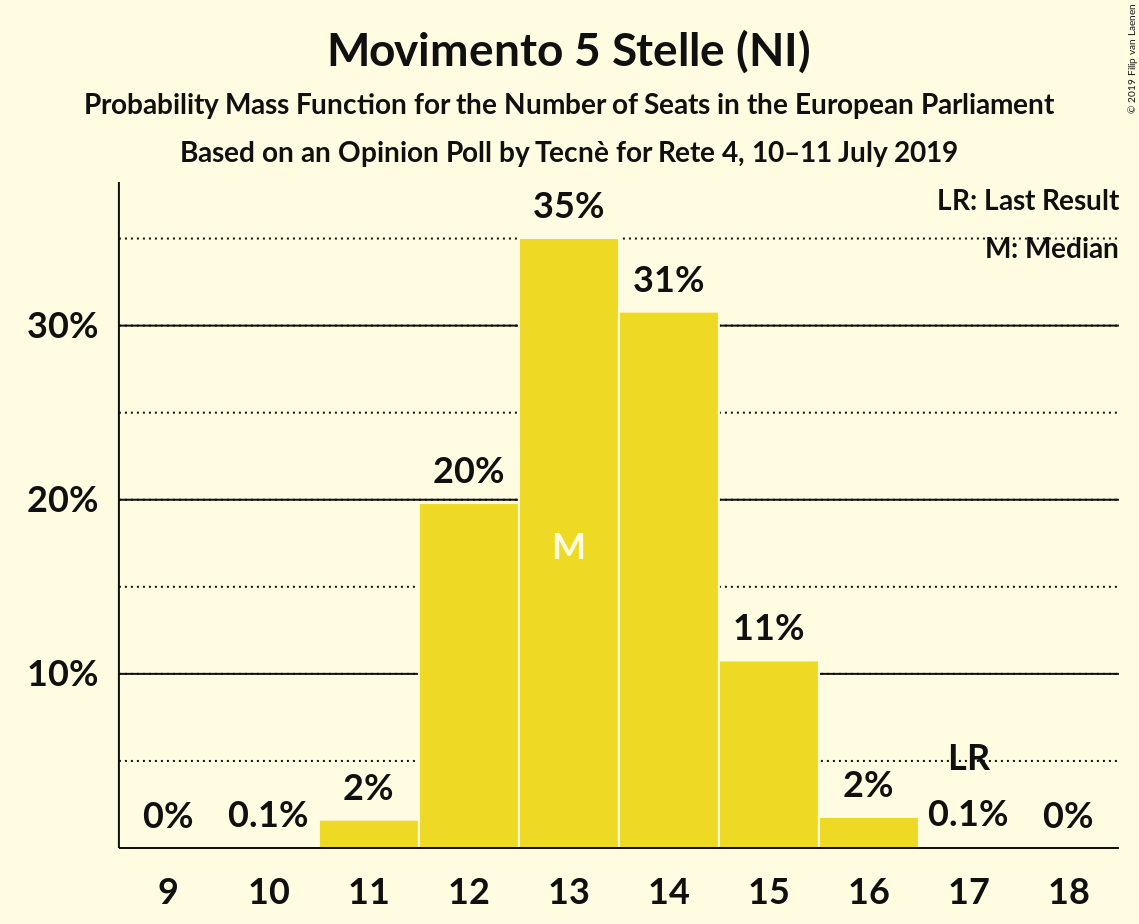 Movimento 5 Stelle (NI)
Probability Mass Function for the Number of Seats in the European Parliament
Based on an Opinion Poll by Tecnè for Rete 4, 10–11 July 2019
© 2019 Filip van Laenen
LR: Last Result
M: Median
35%
31%
30%
20%
20%
M
11%
10%
LR
0%
0.1%
2%
2%
0.1%
0%
9 10 11 12 13 14 15 16 17 18